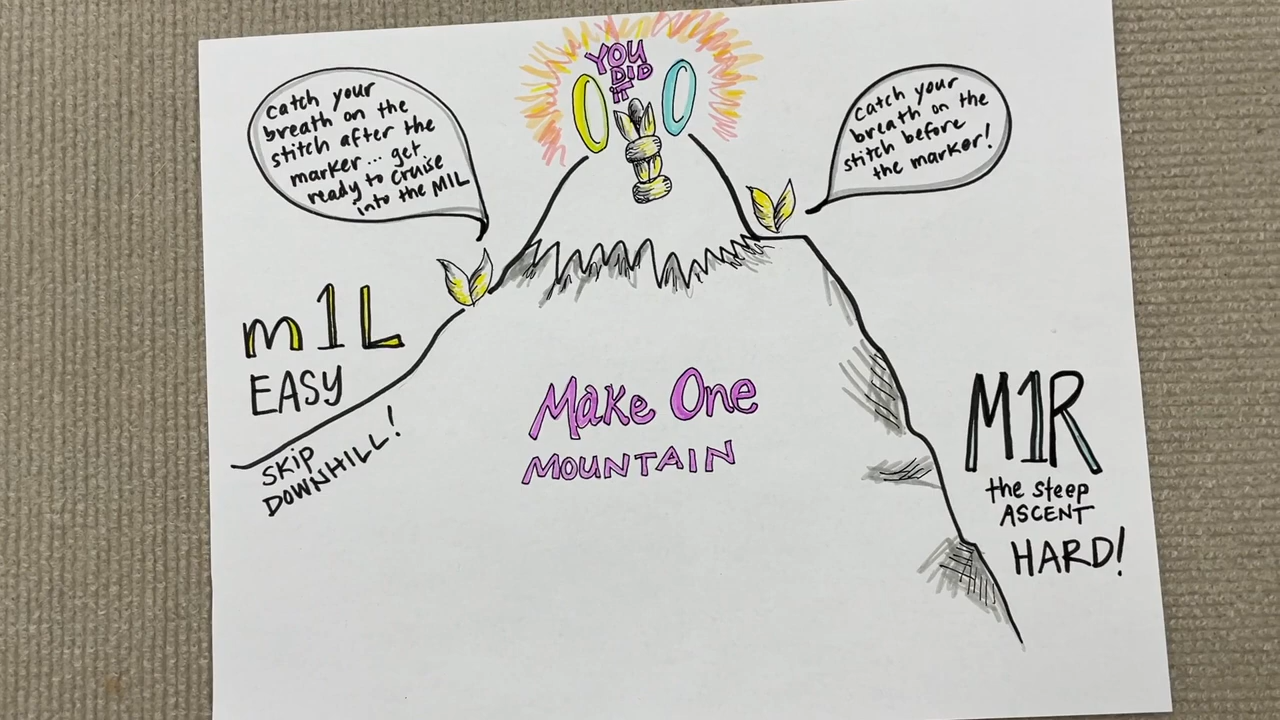 YOU
DID
IT
catch your
breath on the
stitch after the
marker... get
ready to cruise
into the M1L
catch your
breath on the
stitch before
the marker!
m1L
EASY
SKIP
DOWNHILL!
Make One
MOUNTAIN
M1R
the steep
ASCENT
HARD!